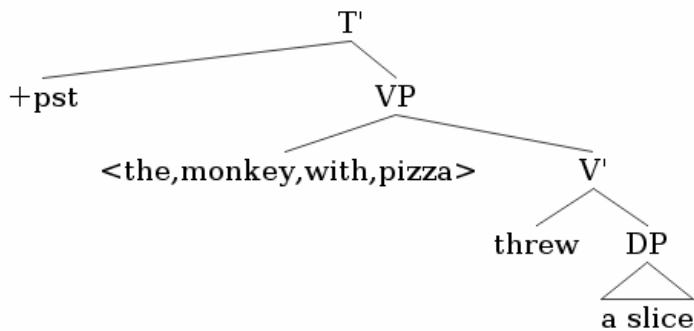 T'
+pst VP
<the,monkey,with,pizza> V'
threw DP
a slice